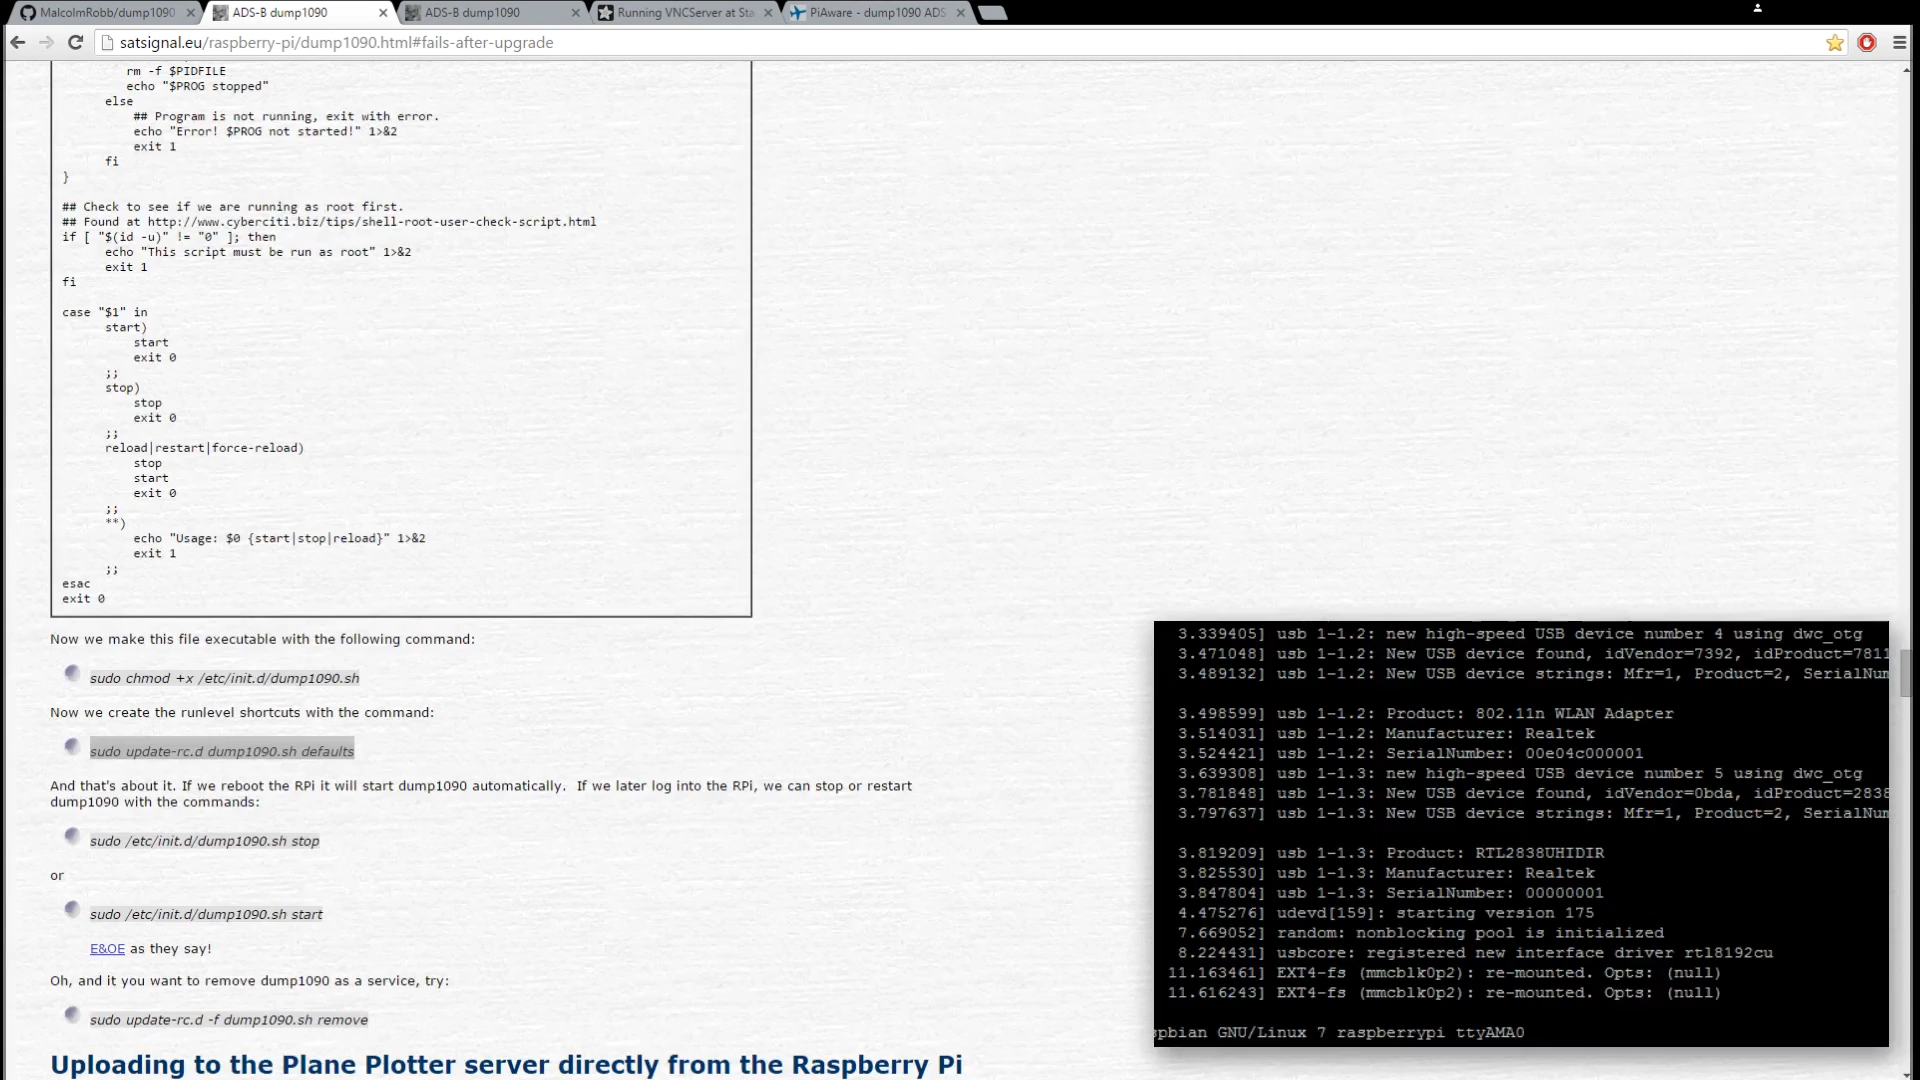 MalcolmRobb/dump1090
ADS-B dump1090
ADS-B dump1090
Running VNCServer at Sta
PiAware - dump1090 ADS
satsignal.eu/raspberry-pi/dump1090.html#fails-after-upgrade
rm -f $PIDFILE
echo "$PROG stopped"
else
## Program is not running, exit with error.
echo "Error! $PROG not started!" 1>&2
exit 1
fi
}
## Check to see if we are running as root first.
## Found at http://www.cyberciti.biz/tips/shell-root-user-check-script.html
if [ "$(id -u)" != "0" ]; then
echo "This script must be run as root" 1>&2
exit 1
fi
case "$1" in
start)
start
exit 0
;;
stop)
stop
exit 0
;;
reload|restart|force-reload)
stop
start
exit 0
;;
**)
echo "Usage: $0 {start|stop|reload}" 1>&2
exit 1
;;
esac
exit 0
Now we make this file executable with the following command:
sudo chmod +x /etc/init.d/dump1090.sh
Now we create the runlevel shortcuts with the command:
sudo update-rc.d dump1090.sh defaults
And that's about it. If we reboot the RPi it will start dump1090 automatically.  If we later log into the RPi, we can stop or restart
dump1090 with the commands:
sudo /etc/init.d/dump1090.sh stop
or
sudo /etc/init.d/dump1090.sh start
E&OE as they say!
Oh, and it you want to remove dump1090 as a service, try:
sudo update-rc.d -f dump1090.sh remove
Uploading to the Plane Plotter server directly from the Raspberry Pi
3.339405] usb 1-1.2: new high-speed USB device number 4 using dwc_otg
3.471048] usb 1-1.2: New USB device found, idVendor=7392, idProduct=7811
3.489132] usb 1-1.2: New USB device strings: Mfr=1, Product=2, SerialNum
3.498599] usb 1-1.2: Product: 802.11n WLAN Adapter
3.514031] usb 1-1.2: Manufacturer: Realtek
3.524421] usb 1-1.2: SerialNumber: 00e04c000001
3.639308] usb 1-1.3: new high-speed USB device number 5 using dwc_otg
3.781848] usb 1-1.3: New USB device found, idVendor=0bda, idProduct=2838
3.797637] usb 1-1.3: New USB device strings: Mfr=1, Product=2, SerialNum
3.819209] usb 1-1.3: Product: RTL2838UHIDIR
3.825530] usb 1-1.3: Manufacturer: Realtek
3.847804] usb 1-1.3: SerialNumber: 00000001
4.475276] udevd[159]: starting version 175
7.669052] random: nonblocking pool is initialized
8.224431] usbcore: registered new interface driver rtl8192cu
11.163461] EXT4-fs (mmcblk0p2): re-mounted. Opts: (null)
11.616243] EXT4-fs (mmcblk0p2): re-mounted. Opts: (null)
spbian GNU/Linux 7 raspberrypi ttyAMA0